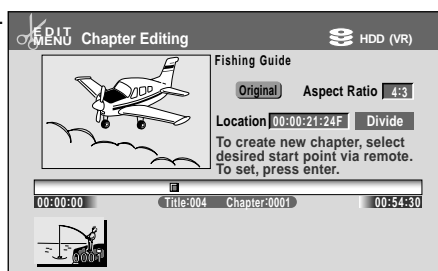 EDIT
MENU Chapter Editing
HDD (VR)
Fishing Guide
Original Aspect Ratio 4:3
Location 00:00:21:24F Divide
To create new chapter, select
desired start point via remote.
To set, press enter.
00:00:00 Title:004 Chapter:0001 00:54:30
0001